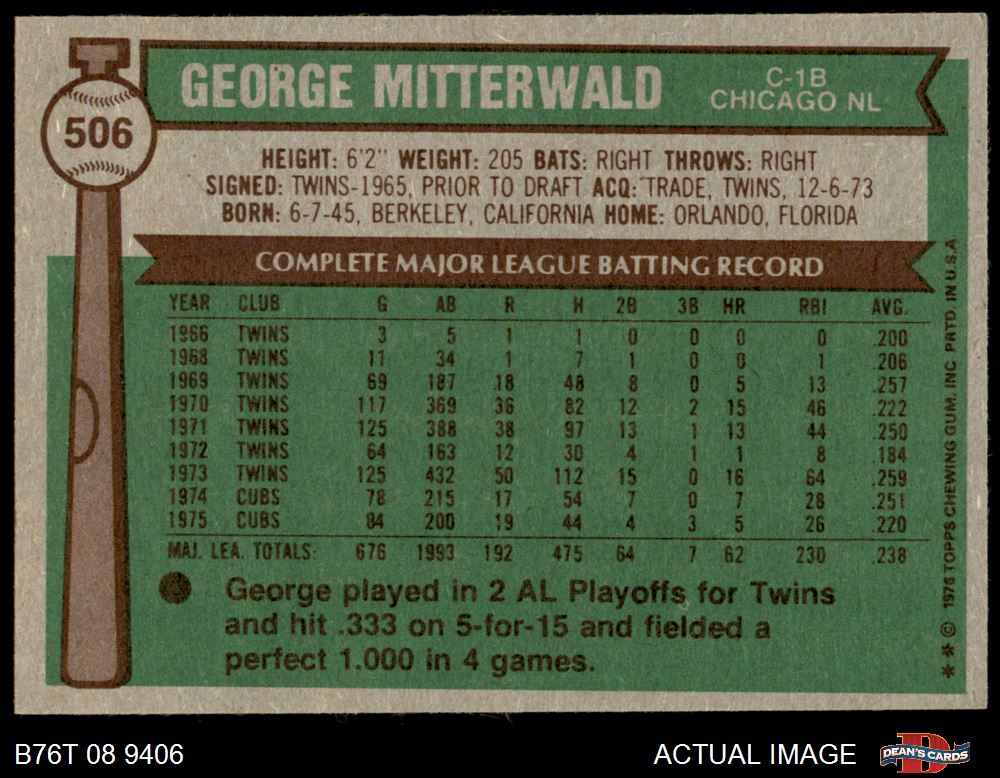 506
GEORGE MITTERWALD
C-1B
CHICAGO NL
HEIGHT: 6'2" WEIGHT: 205 BATS: RIGHT THROWS: RIGHT
SIGNED: TWINS-1965, PRIOR TO DRAFT ACQ: TRADE, TWINS, 12-6-73
BORN: 6-7-45, BERKELEY, CALIFORNIA HOME: ORLANDO, FLORIDA
COMPLETE MAJOR LEAGUE BATTING RECORD
YEAR CLUB G AB R H 2B 3B HR RBI AVG.
1966 TWINS 3 5 1 1 0 0 0 0 .200
1968 TWINS 11 34 1 7 1 0 0 1 .206
1969 TWINS 69 187 18 48 8 0 5 13 .257
1970 TWINS 117 369 36 82 12 2 15 46 .222
1971 TWINS 125 388 38 97 13 1 13 44 .250
1972 TWINS 64 163 12 30 4 1 1 8 .184
1973 TWINS 125 432 50 112 15 0 16 64 .259
1974 CUBS 78 215 17 54 7 0 7 28 .251
1975 CUBS 84 200 19 44 4 3 5 26 .220
MAJ. LEA. TOTALS: 676 1993 192 475 64 7 62 230 .238
George played in 2 AL Playoffs for Twins
and hit .333 on 5-for-15 and fielded a
perfect 1.000 in 4 games.
** © 1976 TOPPS CHEWING GUM, INC PRTD. IN U.S.A.
B76T 08 9406
ACTUAL IMAGE
DEAN'S CARDS